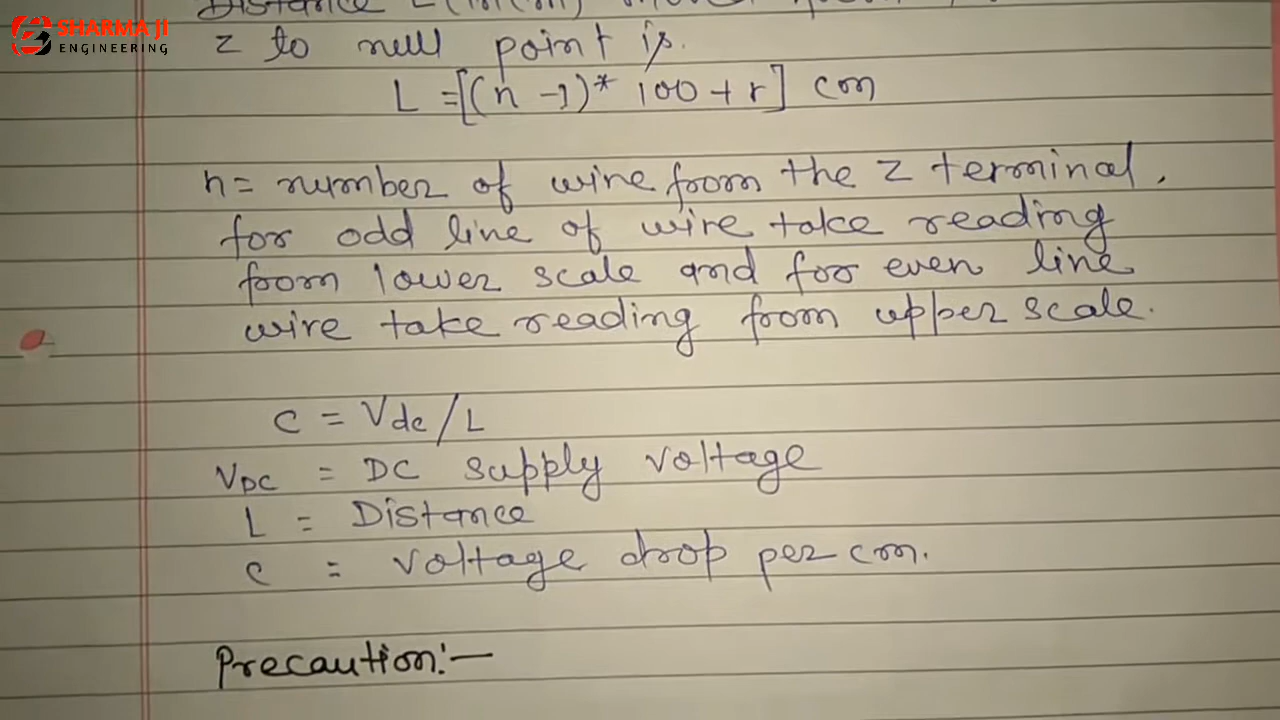 SHARMA JI
ENGINEERING
Distance L
z to null point is.
L =[(n -1)* 100 + r] cm
n = number of wire from the z terminal,
for odd line of wire take reading
from lower scale and for even line
wire take reading from upper scale.
c = Vdc/L
VDC = DC supply voltage
L = Distance
c = voltage drop per cm.
Precaution:-